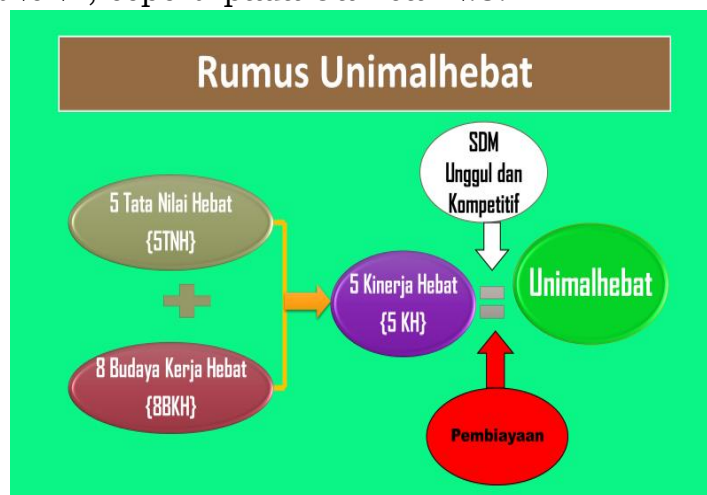 Rumus Unimalhebat
SDM
Unggul dan
Kompetitif
5 Tata Nilai Hebat
{5TNH}
5 Kinerja Hebat
{5 KH}
Unimalhebat
8 Budaya Kerja Hebat
{8BKH}
Pembiayaan